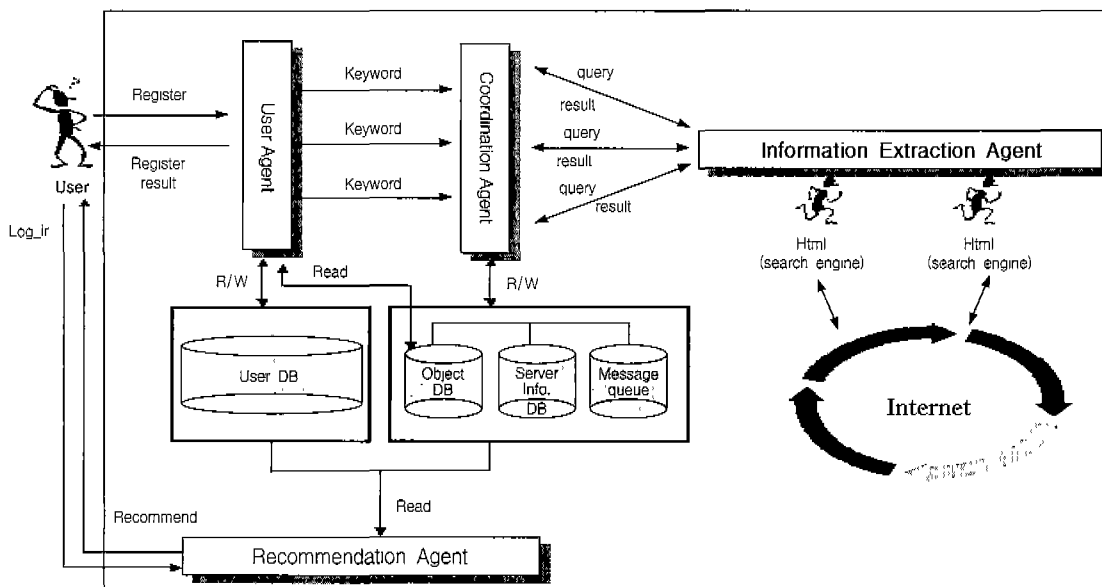 User
Register
Register
result
Log_ir
User Agent
Keyword
Keyword
Keyword
Coordination Agent
query
result
query
result
query
result
Information Extraction Agent
Html
(search engine)
Html
(search engine)
Internet
R/W
Read
R/W
User DB
Object
DB
Server
Info.
DB
Message
queue
Read
Recommend
Recommendation Agent